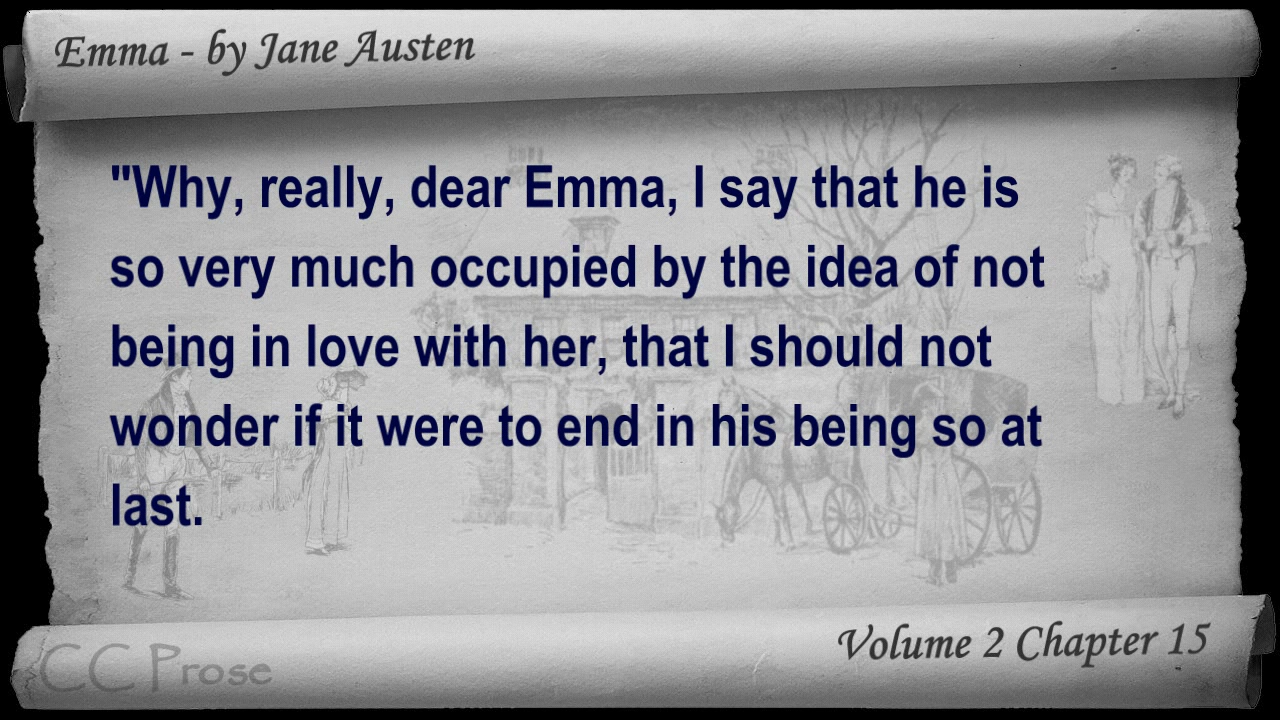 Emma - by Jane Austen
"Why, really, dear Emma, I say that he is
so very much occupied by the idea of not
being in love with her, that I should not
wonder if it were to end in his being so at
last.
Volume 2 Chapter 15
CC Prose